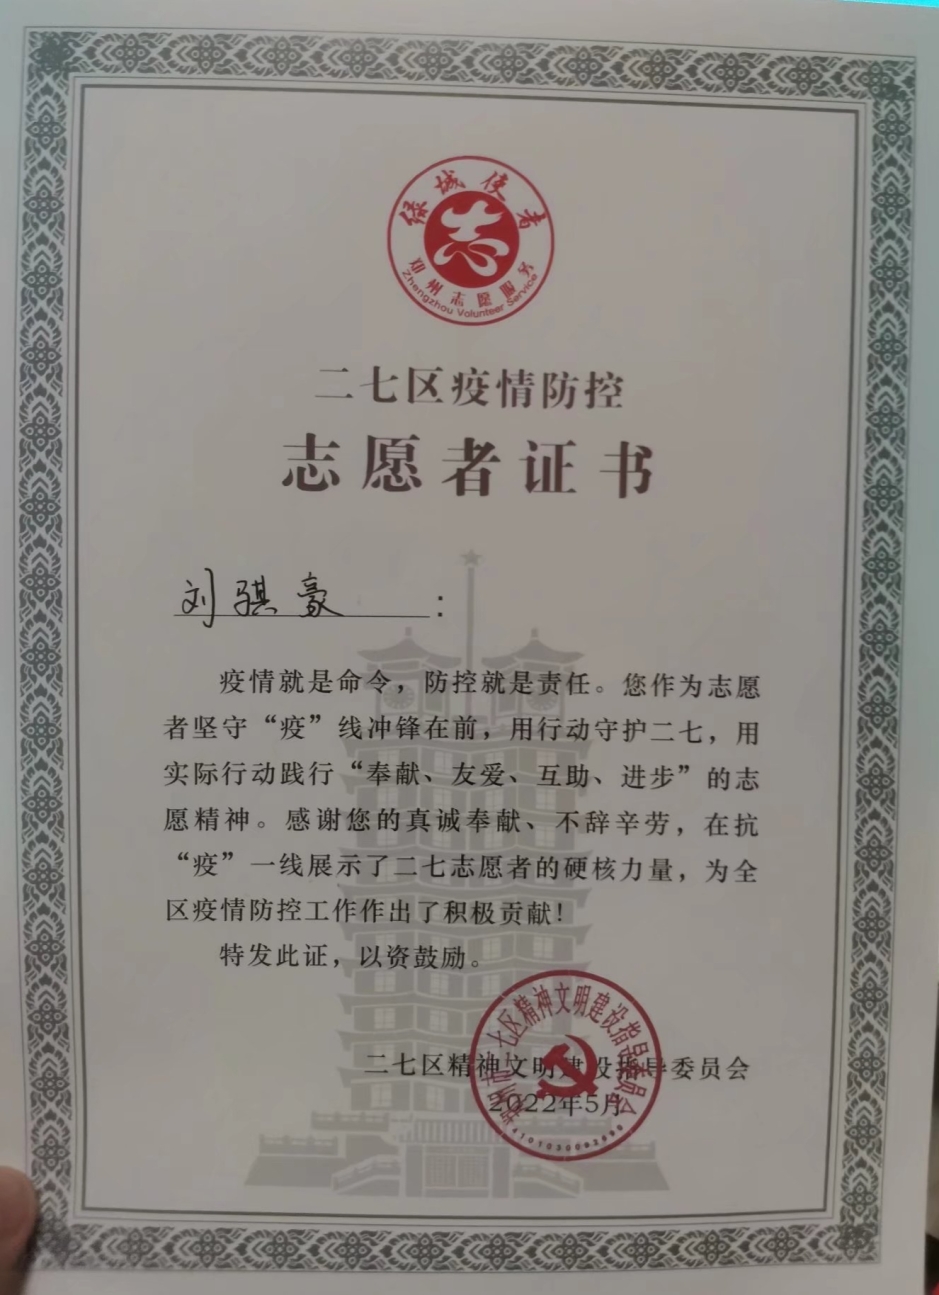 绿城使者
志
郑州志愿服务
Zhengzhou Volunteer Service
二七区疫情防控
志愿者证书
刘骐豪：
疫情就是命令，防控就是责任。您作为志愿
者坚守“疫”线冲锋在前，用行动守护二七，用
实际行动践行“奉献、友爱、互助、进步”的志
愿精神。感谢您的真诚奉献、不辞辛劳，在抗
“疫”一线展示了二七志愿者的硬核力量，为全
区疫情防控工作作出了积极贡献！
特发此证，以资鼓励。
二七区精神文明建设指导委员会
2022年5月